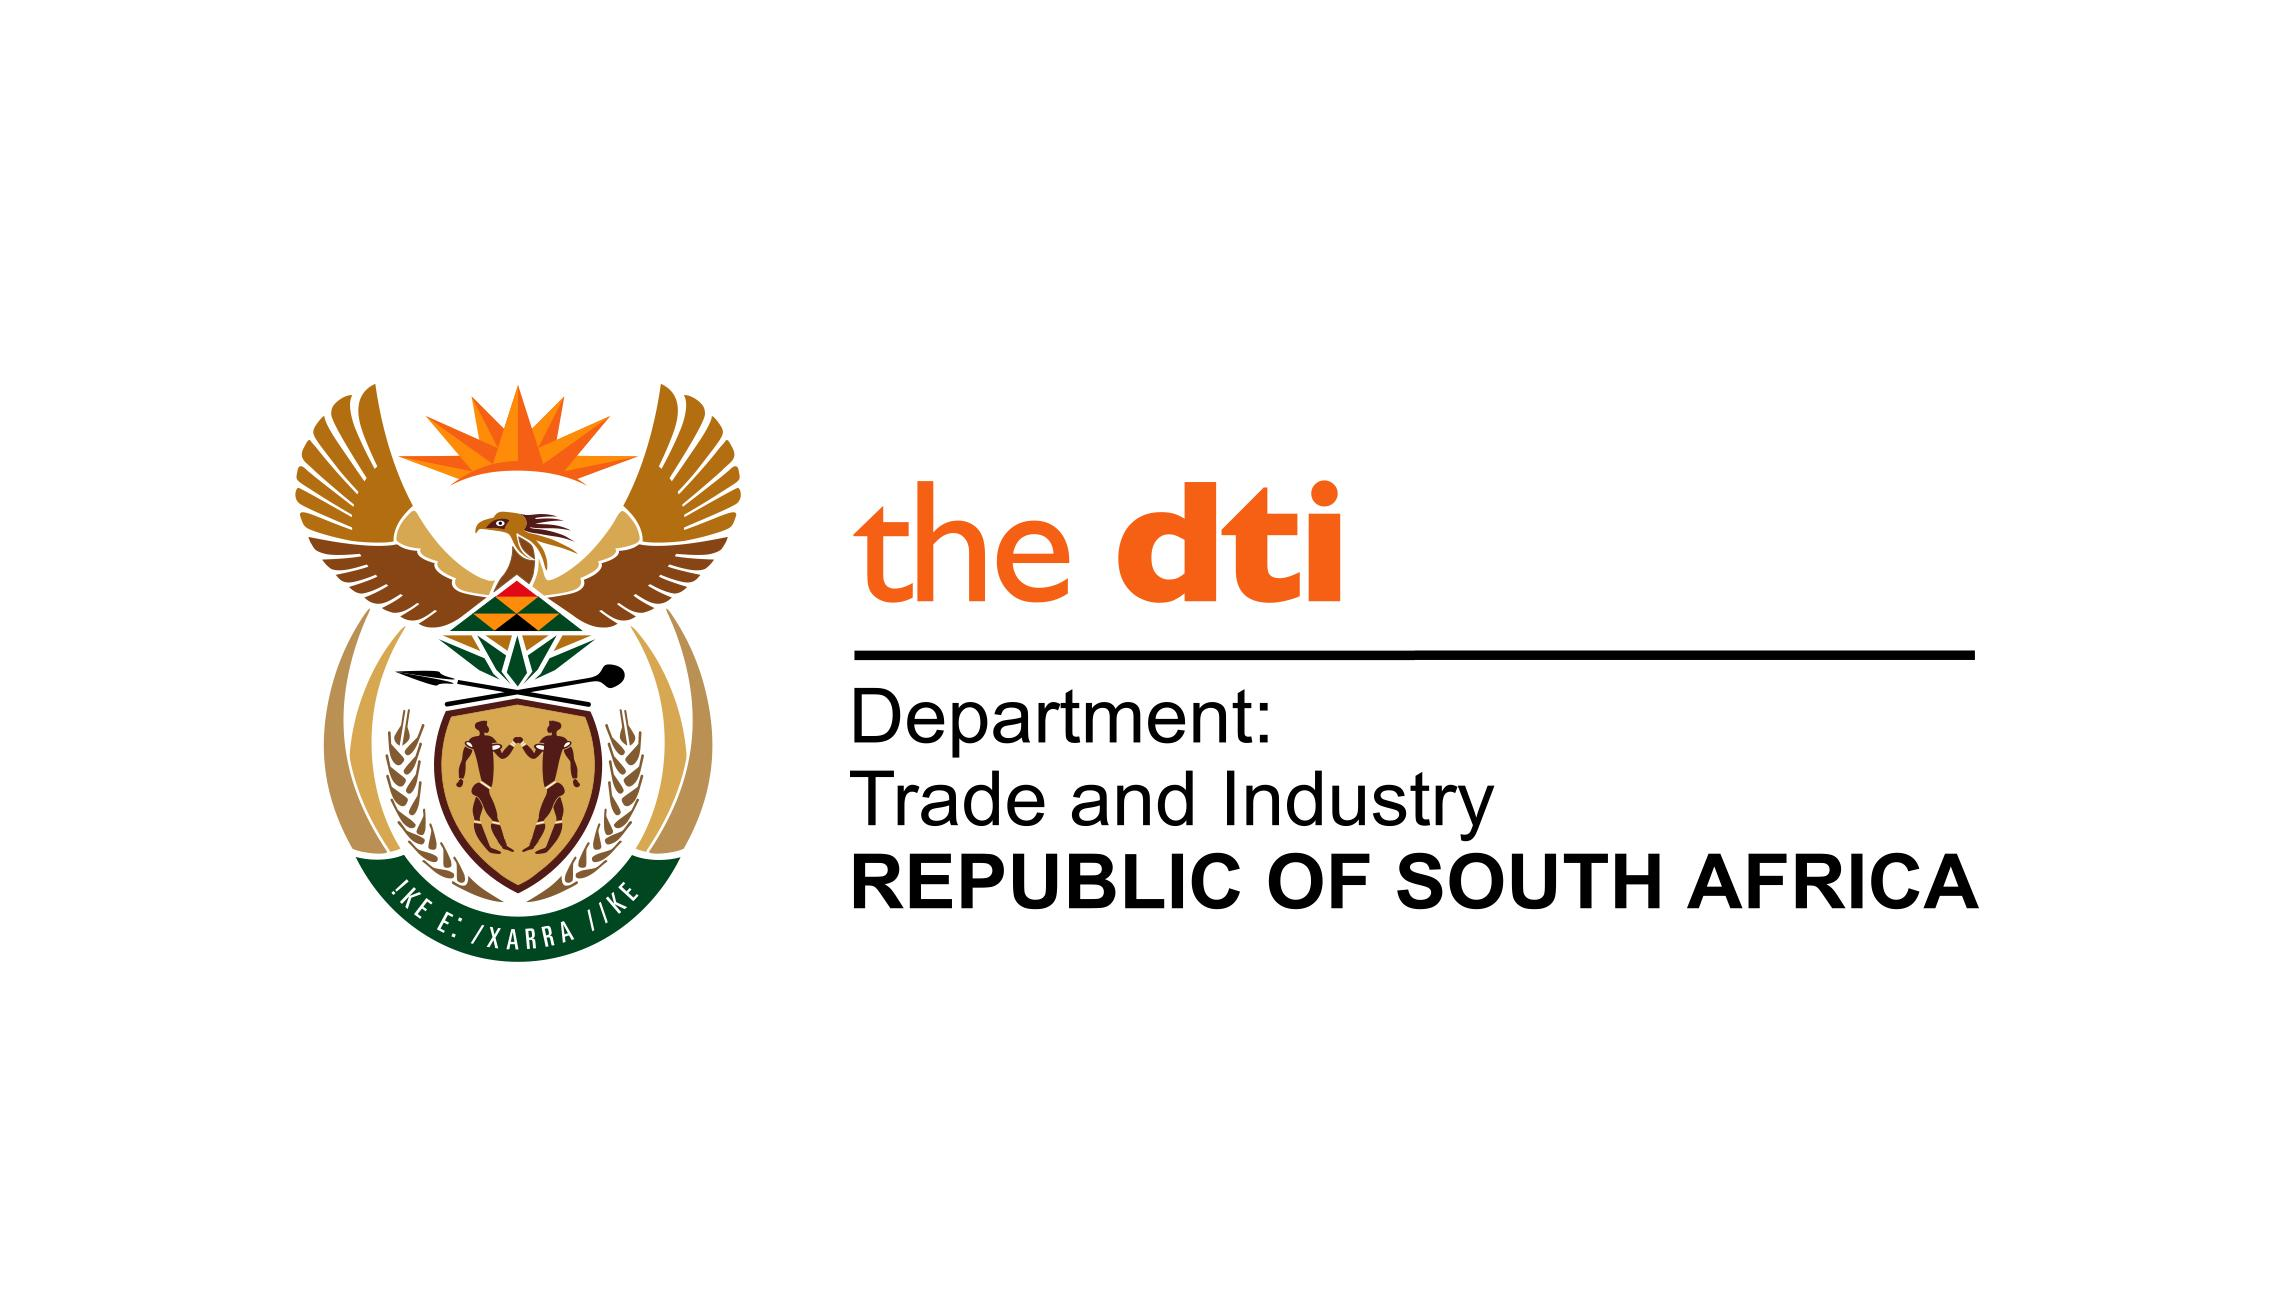 the dti
Department:
Trade and Industry
REPUBLIC OF SOUTH AFRICA
!KE E: /XARRA //KE